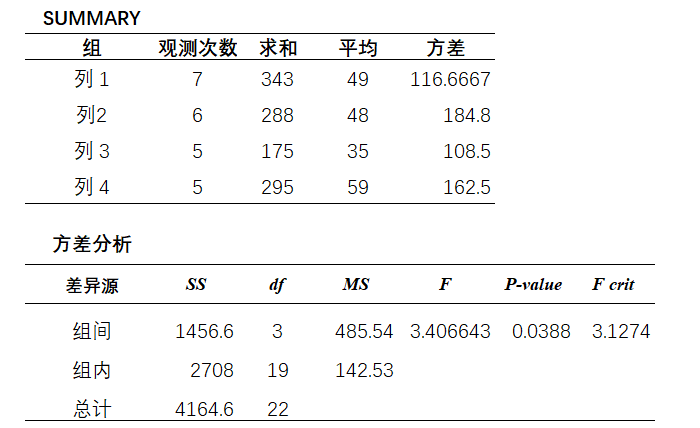 SUMMARY
组 观测次数 求和 平均 方差
列 1 7 343 49 116.6667
列2 6 288 48 184.8
列 3 5 175 35 108.5
列 4 5 295 59 162.5
方差分析
差异源 SS df MS F P-value F crit
组间 1456.6 3 485.54 3.406643 0.0388 3.1274
组内 2708 19 142.53
总计 4164.6 22